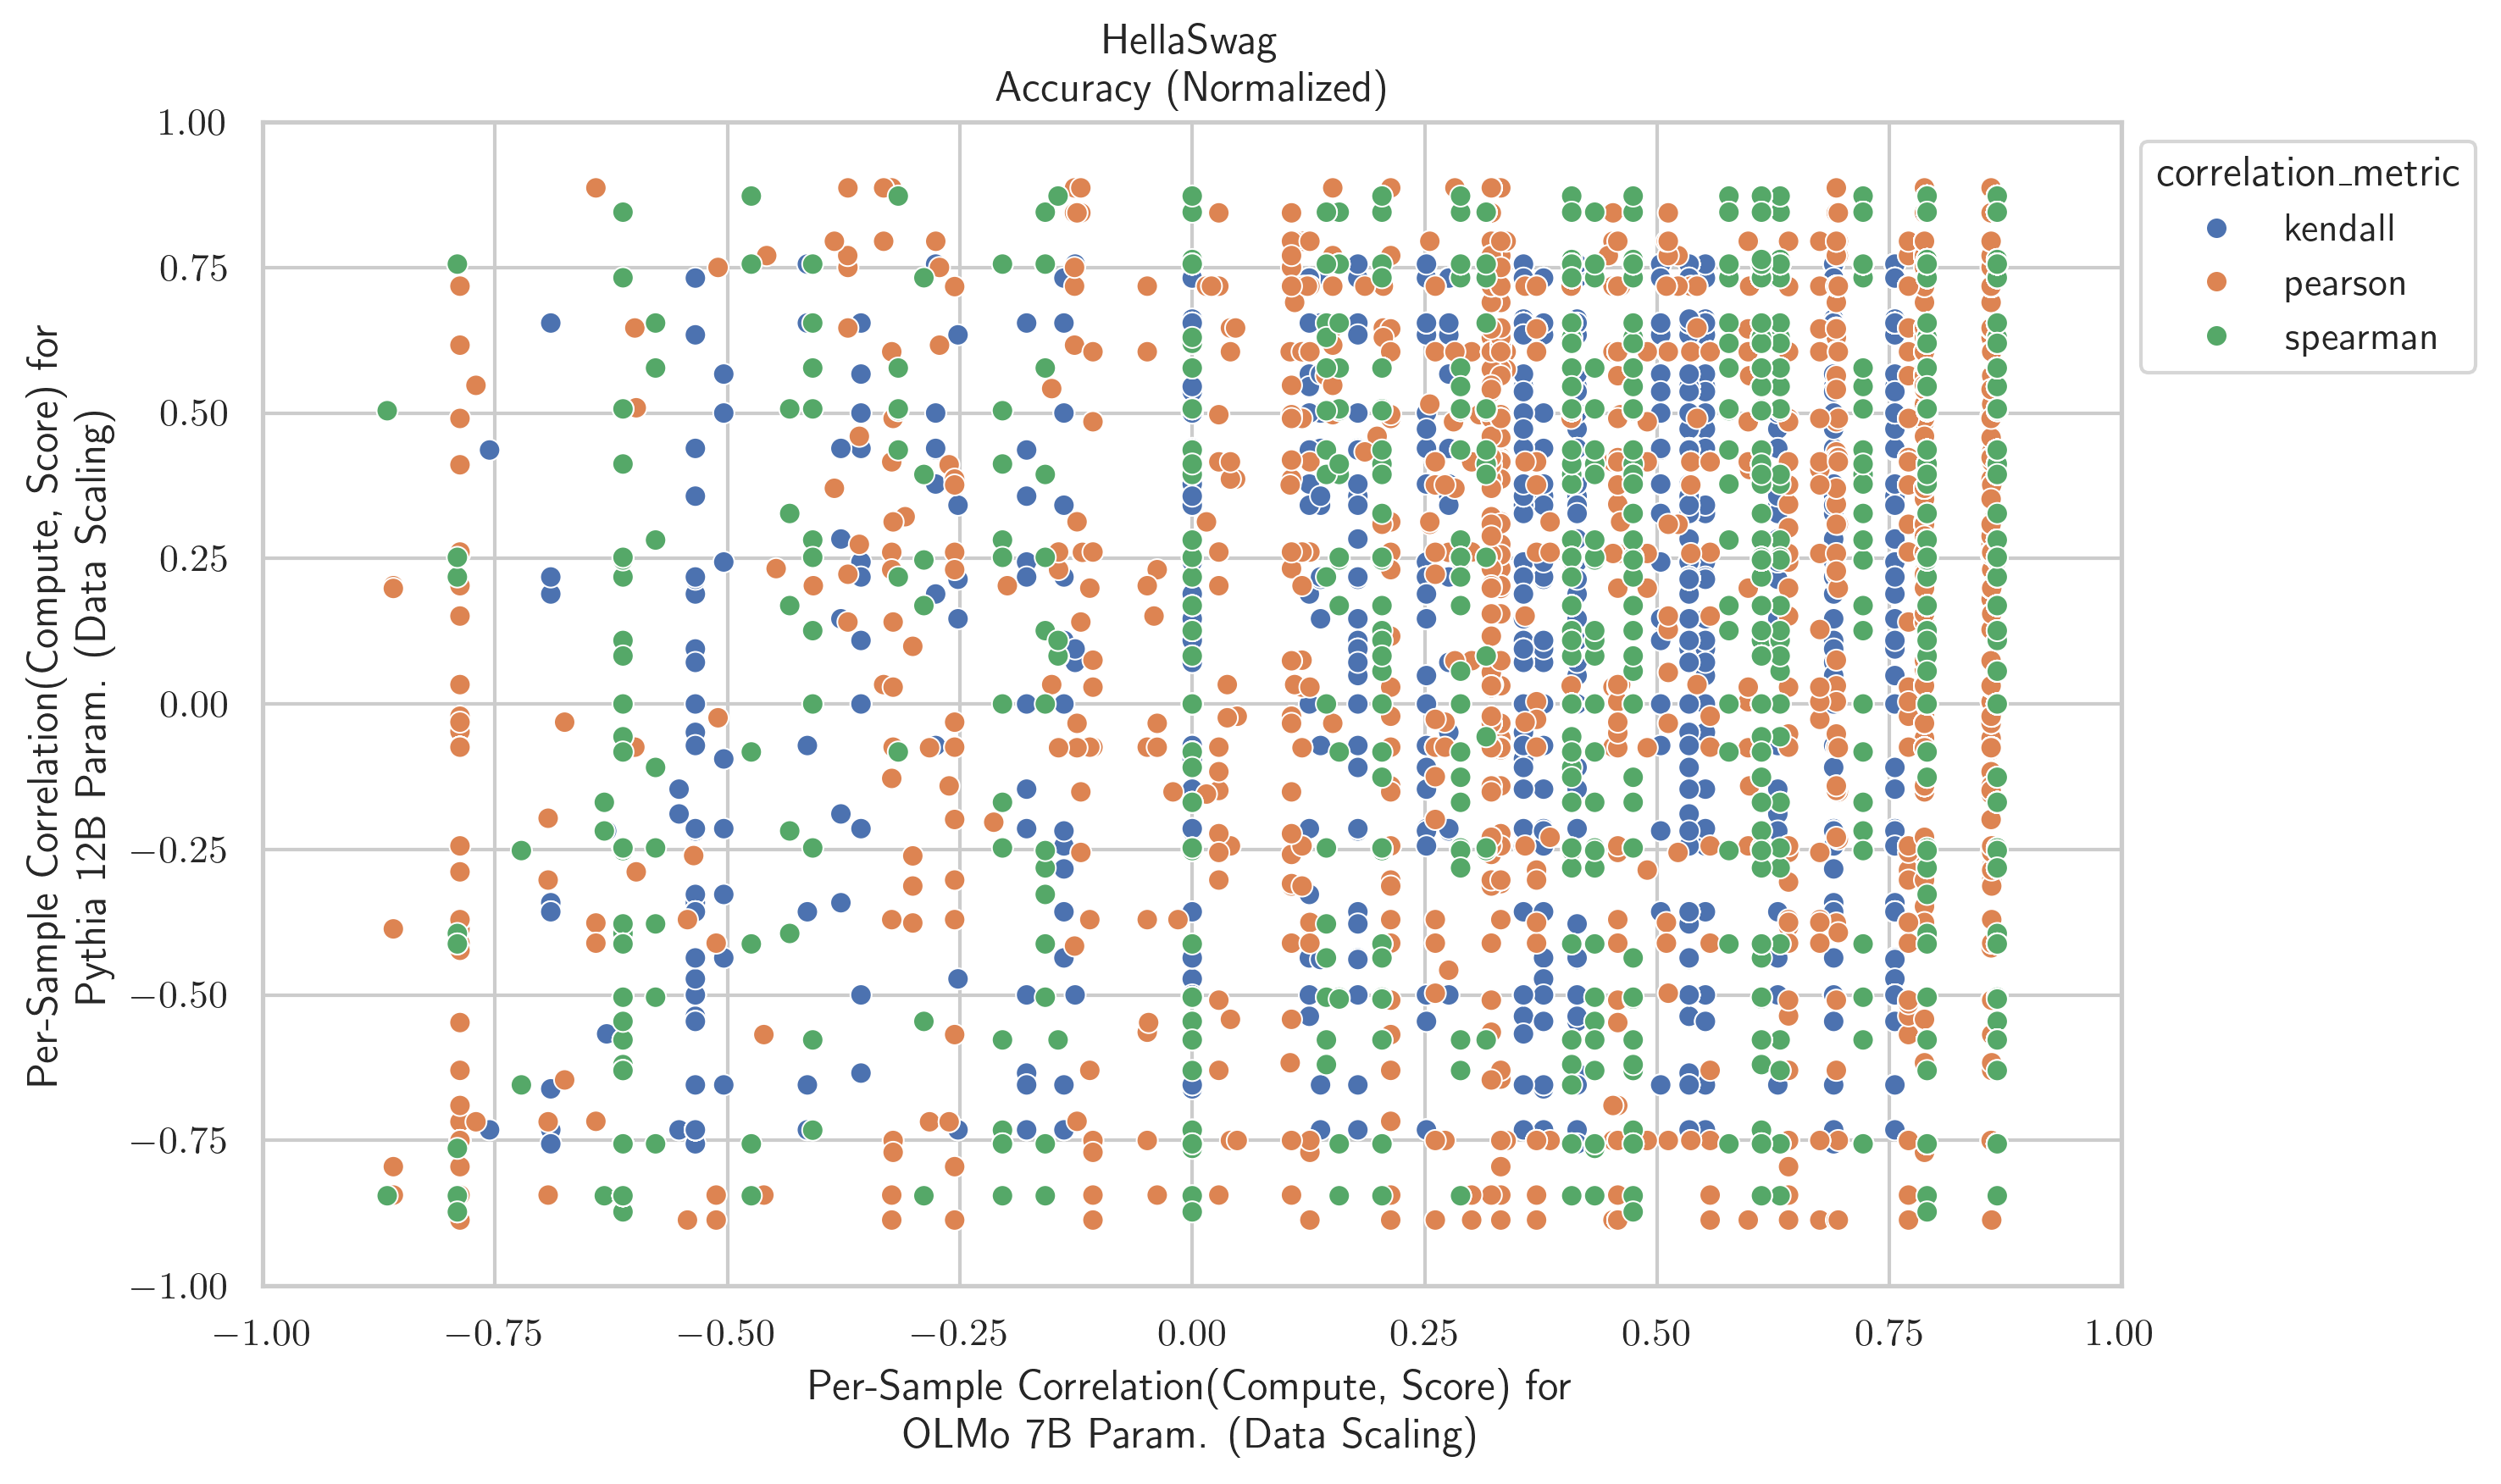 HellaSwag
Accuracy (Normalized)
Per-Sample Correlation(Compute, Score) for
Pythia 12B Param. (Data Scaling)
1.00
0.75
0.50
0.25
0.00
−0.25
−0.50
−0.75
−1.00
−1.00 −0.75 −0.50 −0.25 0.00 0.25 0.50 0.75 1.00
Per-Sample Correlation(Compute, Score) for
OLMo 7B Param. (Data Scaling)
correlation_metric
kendall
pearson
spearman